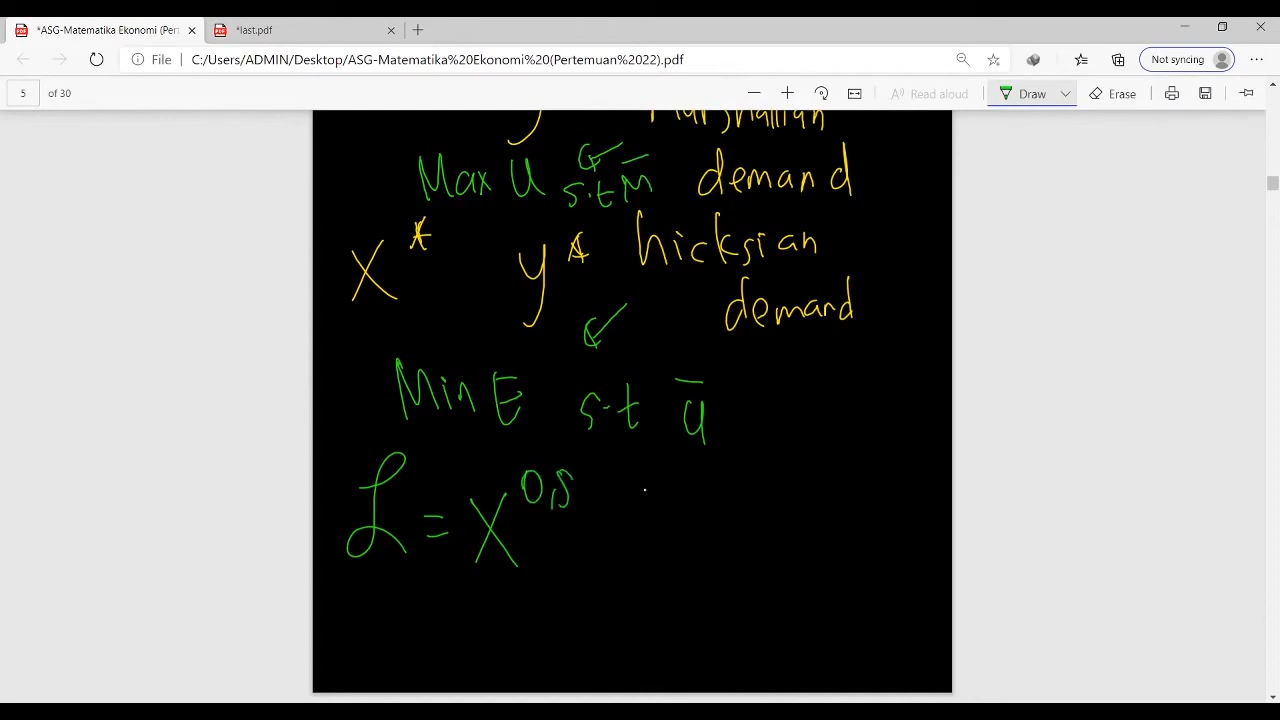 *ASG-Matematika Ekonomi (Per
*last.pdf
File C:/Users/ADMIN/Desktop/ASG-Matematika%20Ekonomi%20(Pertemuan%2022).pdf
Not syncing
5 of 30
Read aloud
Draw
Erase
y Marshallian
Max U s.t M̅ demand
X* y* hicksian
demand
Min E s.t u̅
ℒ = X^0,5